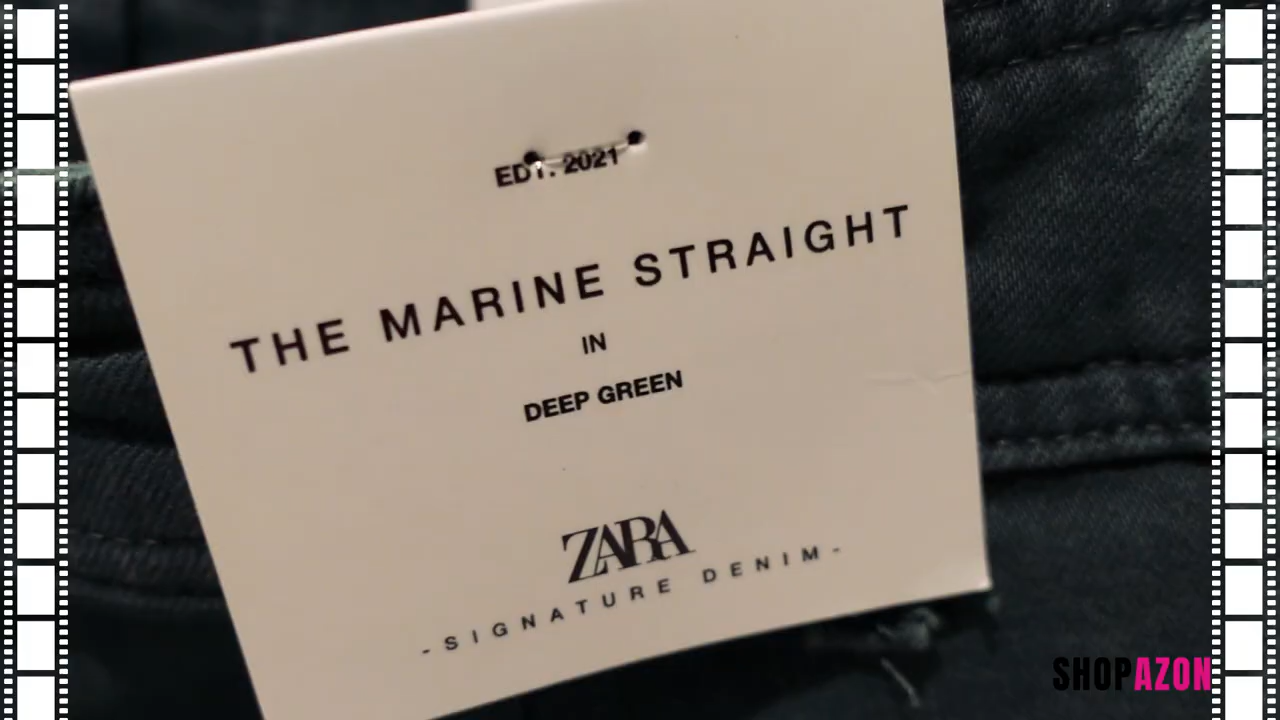 EDT. 2021
THE MARINE STRAIGHT
IN
DEEP GREEN
ZARA
-SIGNATURE DENIM-
SHOPAZON